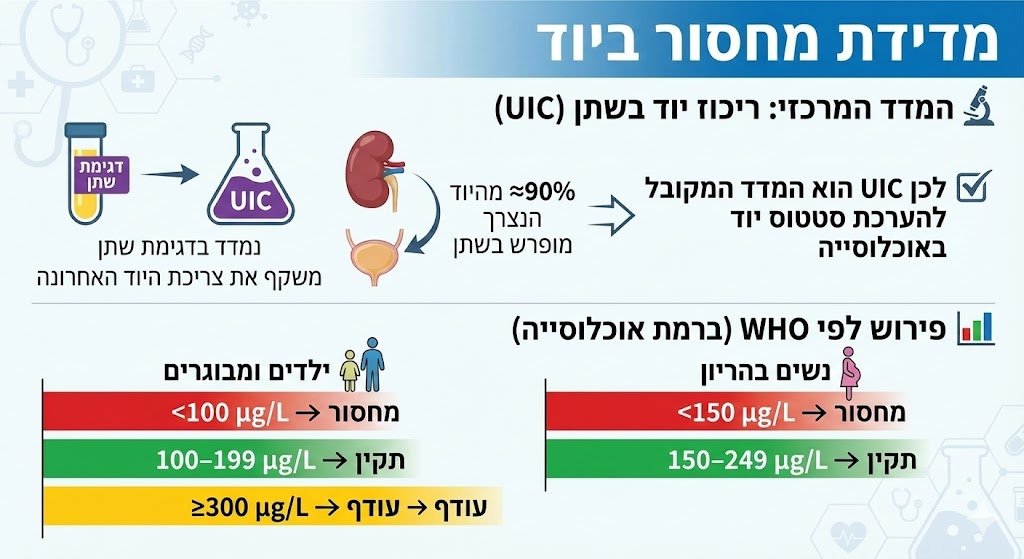 מדידת מחסור ביוד
המדד המרכזי: ריכוז יוד בשתן (UIC)
לכן UIC הוא המדד המקובל
להערכת סטטוס יוד
באוכלוסייה
≈90% מהיוד
הנצרך
מופרש בשתן
דגימת
שתן
UIC
נמדד בדגימת שתן
משקף את צריכת היוד האחרונה
פירוש לפי WHO (ברמת אוכלוסייה)
נשים בהריון
<150 µg/L → מחסור
150–249 µg/L → תקין
ילדים ומבוגרים
<100 µg/L → מחסור
100–199 µg/L → תקין
≥300 µg/L → עודף → עודף